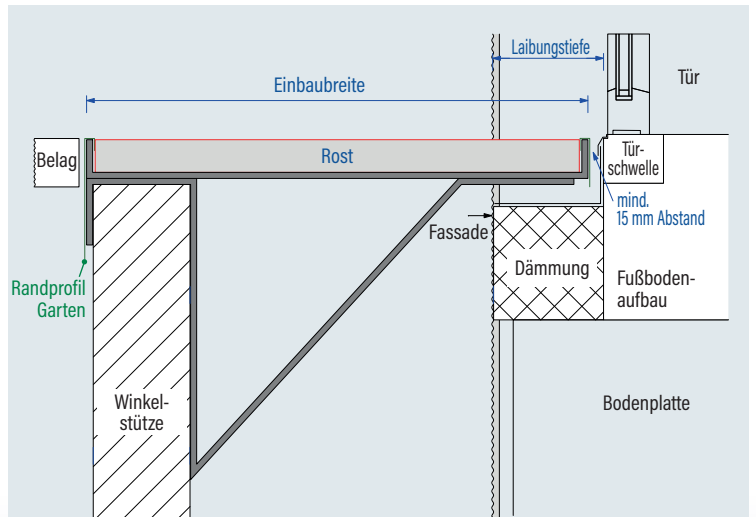 Laibungstiefe
Einbaubreite
Tür
Belag
Rost
Tür-
schwelle
mind.
15 mm Abstand
Fassade
Dämmung
Fußboden-
aufbau
Randprofil
Garten
Winkel-
stütze
Bodenplatte